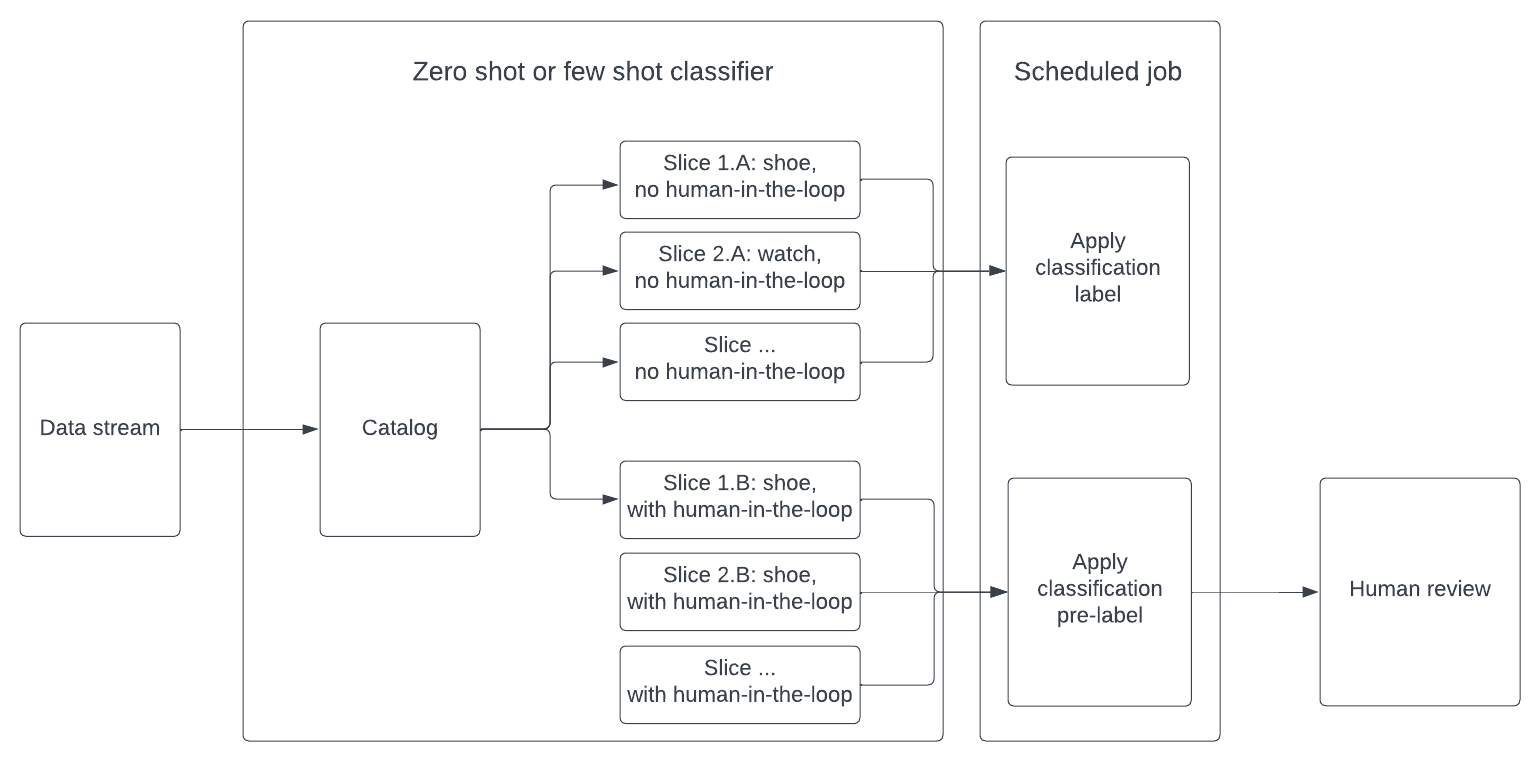 Zero shot or few shot classifier
Scheduled job
Slice 1.A: shoe,
no human-in-the-loop
Slice 2.A: watch,
no human-in-the-loop
Slice ...
no human-in-the-loop
Apply
classification
label
Data stream
Catalog
Slice 1.B: shoe,
with human-in-the-loop
Slice 2.B: shoe,
with human-in-the-loop
Slice ...
with human-in-the-loop
Apply
classification
pre-label
Human review